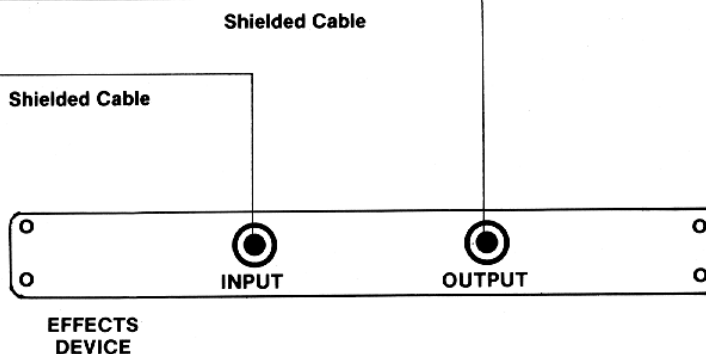 Shielded Cable
Shielded Cable
INPUT
OUTPUT
EFFECTS
DEVICE